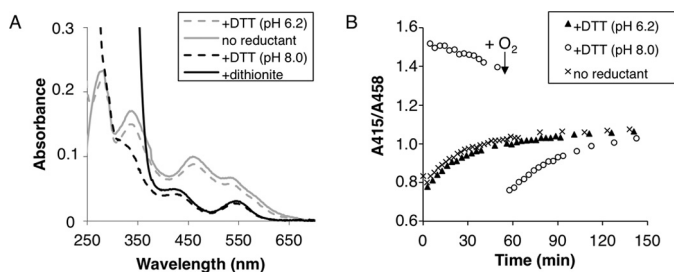 A
0.3
0.2
0.1
0
Absorbance
250 350 450 550 650
Wavelength (nm)
+DTT (pH 6.2)
no reductant
+DTT (pH 8.0)
+dithionite
B
1.6
1.4
1.2
1.0
0.8
0.6
A415/A458
0 30 60 90 120 150
Time (min)
+ O2
+DTT (pH 6.2)
+DTT (pH 8.0)
no reductant